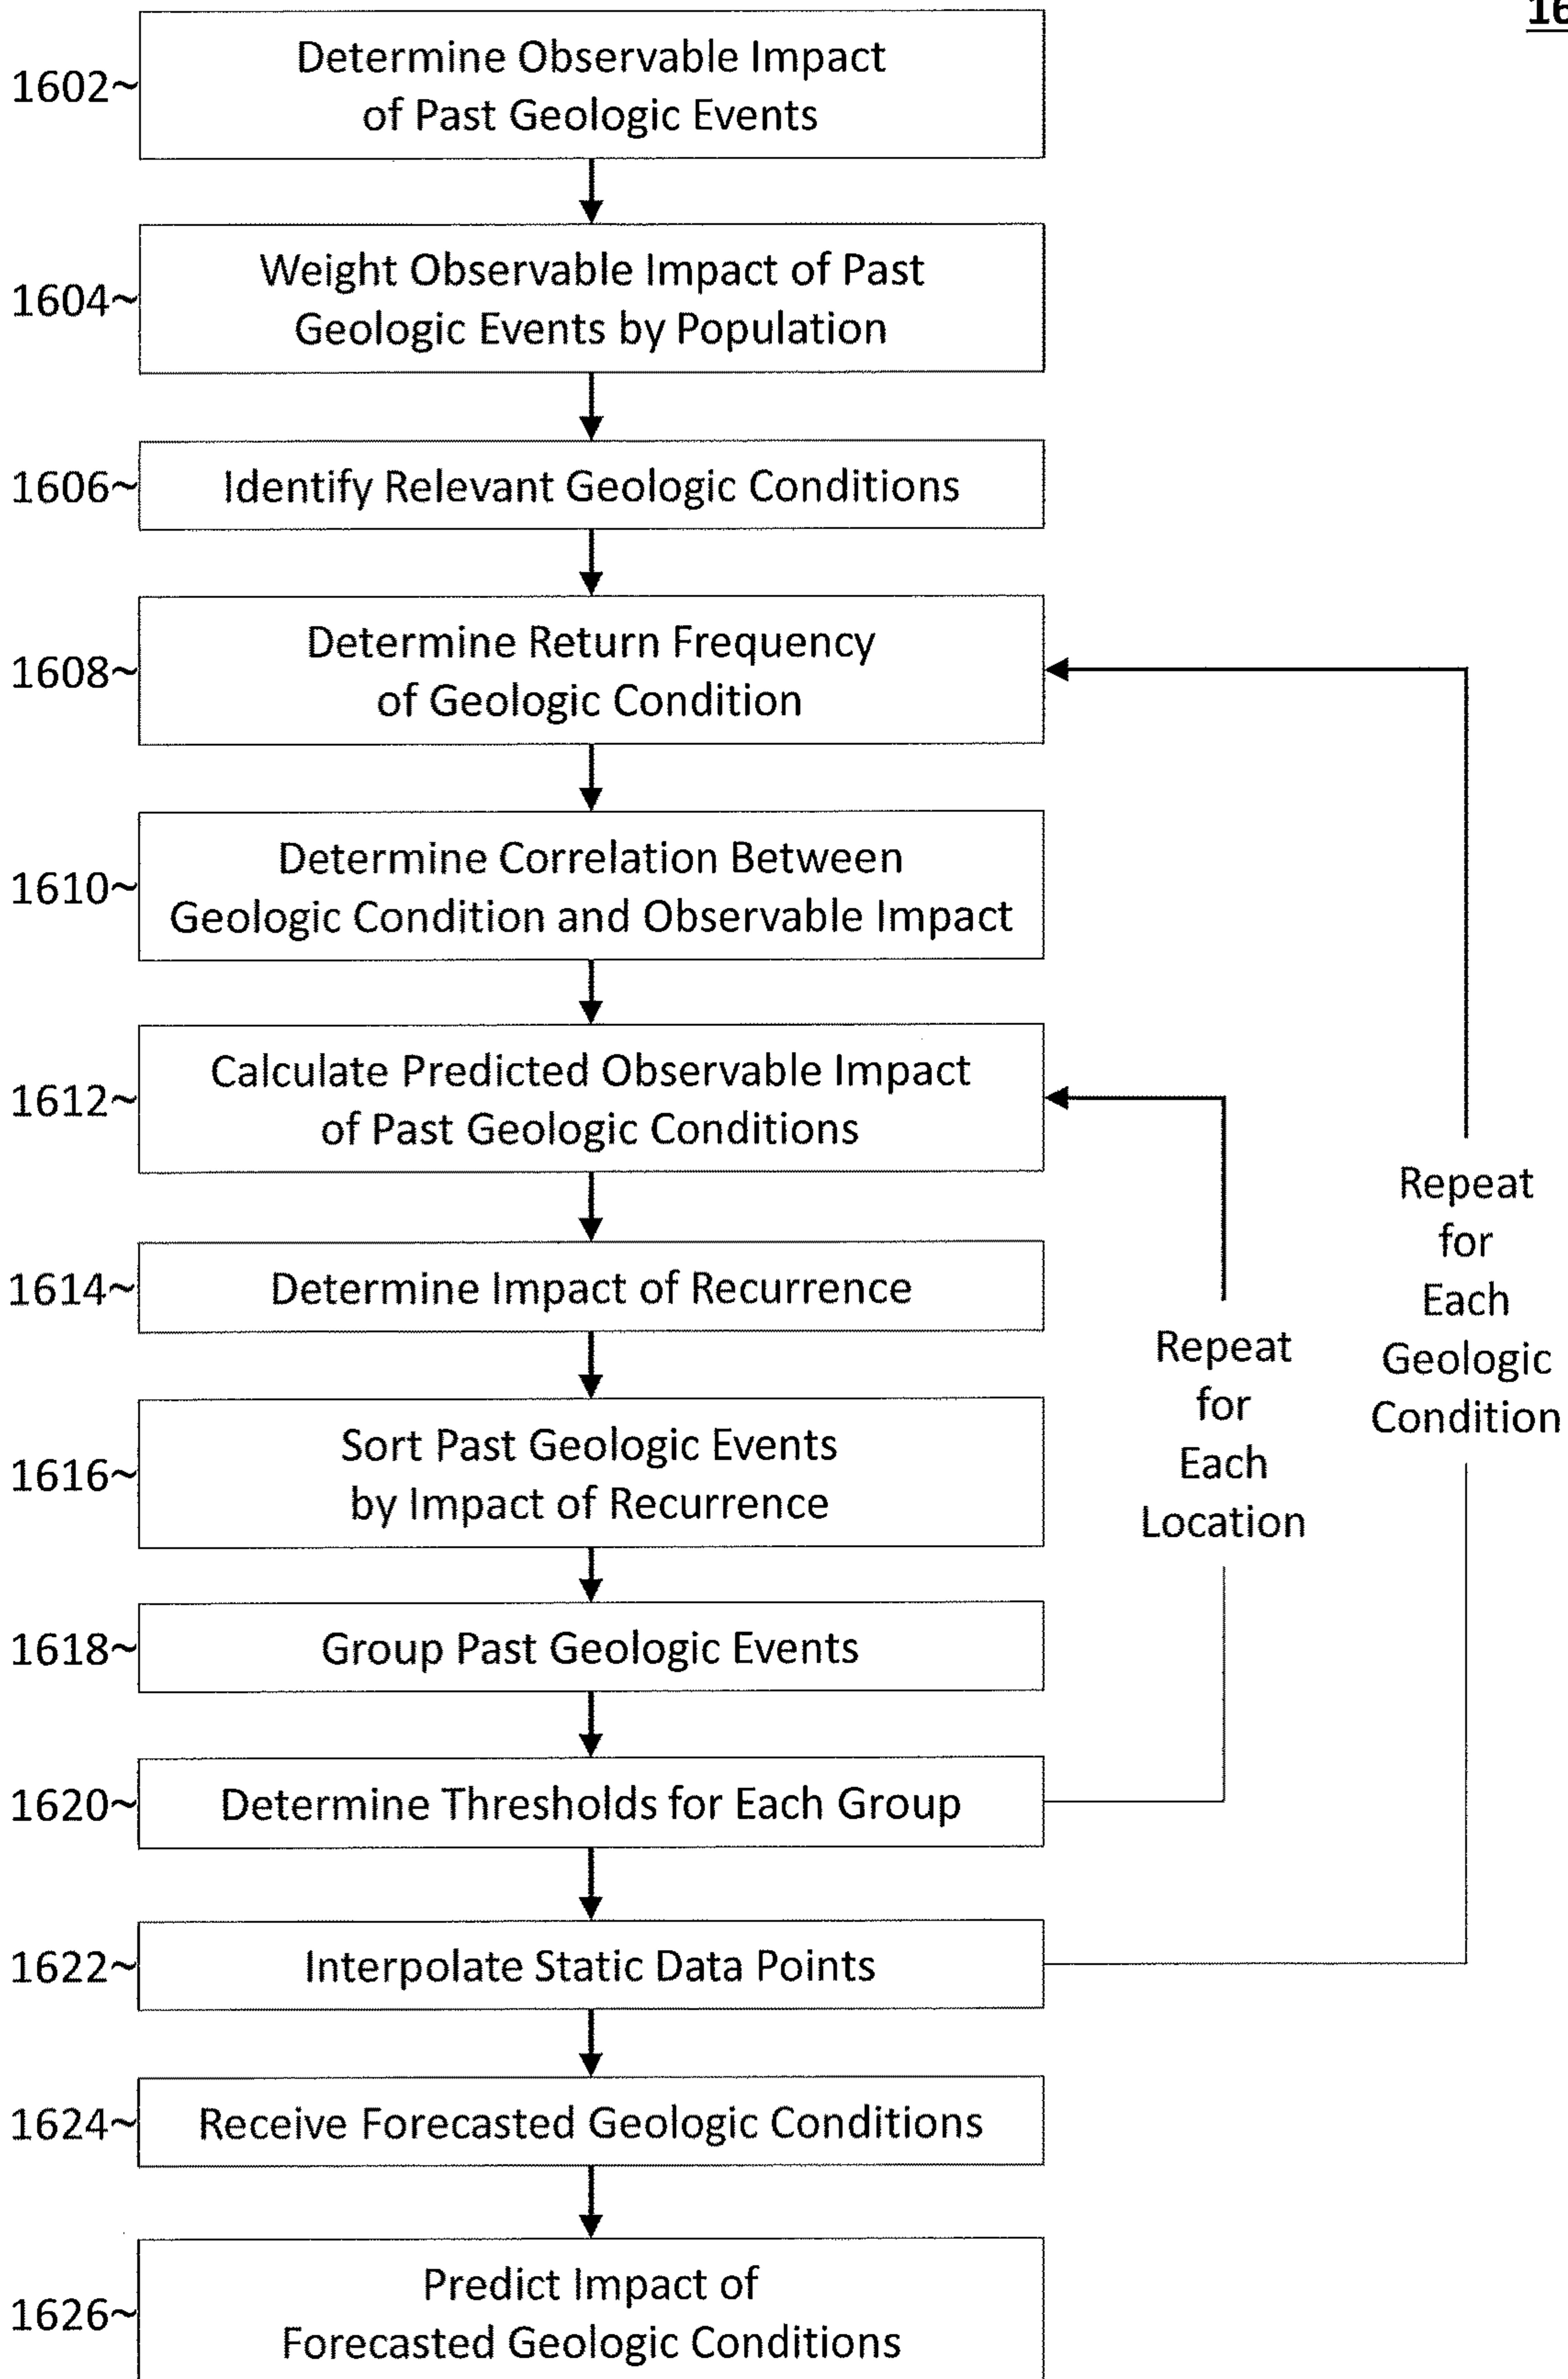 16
1602~ Determine Observable Impact
of Past Geologic Events
1604~ Weight Observable Impact of Past
Geologic Events by Population
1606~ Identify Relevant Geologic Conditions
1608~ Determine Return Frequency
of Geologic Condition
1610~ Determine Correlation Between
Geologic Condition and Observable Impact
1612~ Calculate Predicted Observable Impact
of Past Geologic Conditions
1614~ Determine Impact of Recurrence
1616~ Sort Past Geologic Events
by Impact of Recurrence
1618~ Group Past Geologic Events
1620~ Determine Thresholds for Each Group
1622~ Interpolate Static Data Points
1624~ Receive Forecasted Geologic Conditions
1626~ Predict Impact of
Forecasted Geologic Conditions
Repeat
for
Each
Location
Repeat
for
Each
Geologic
Condition